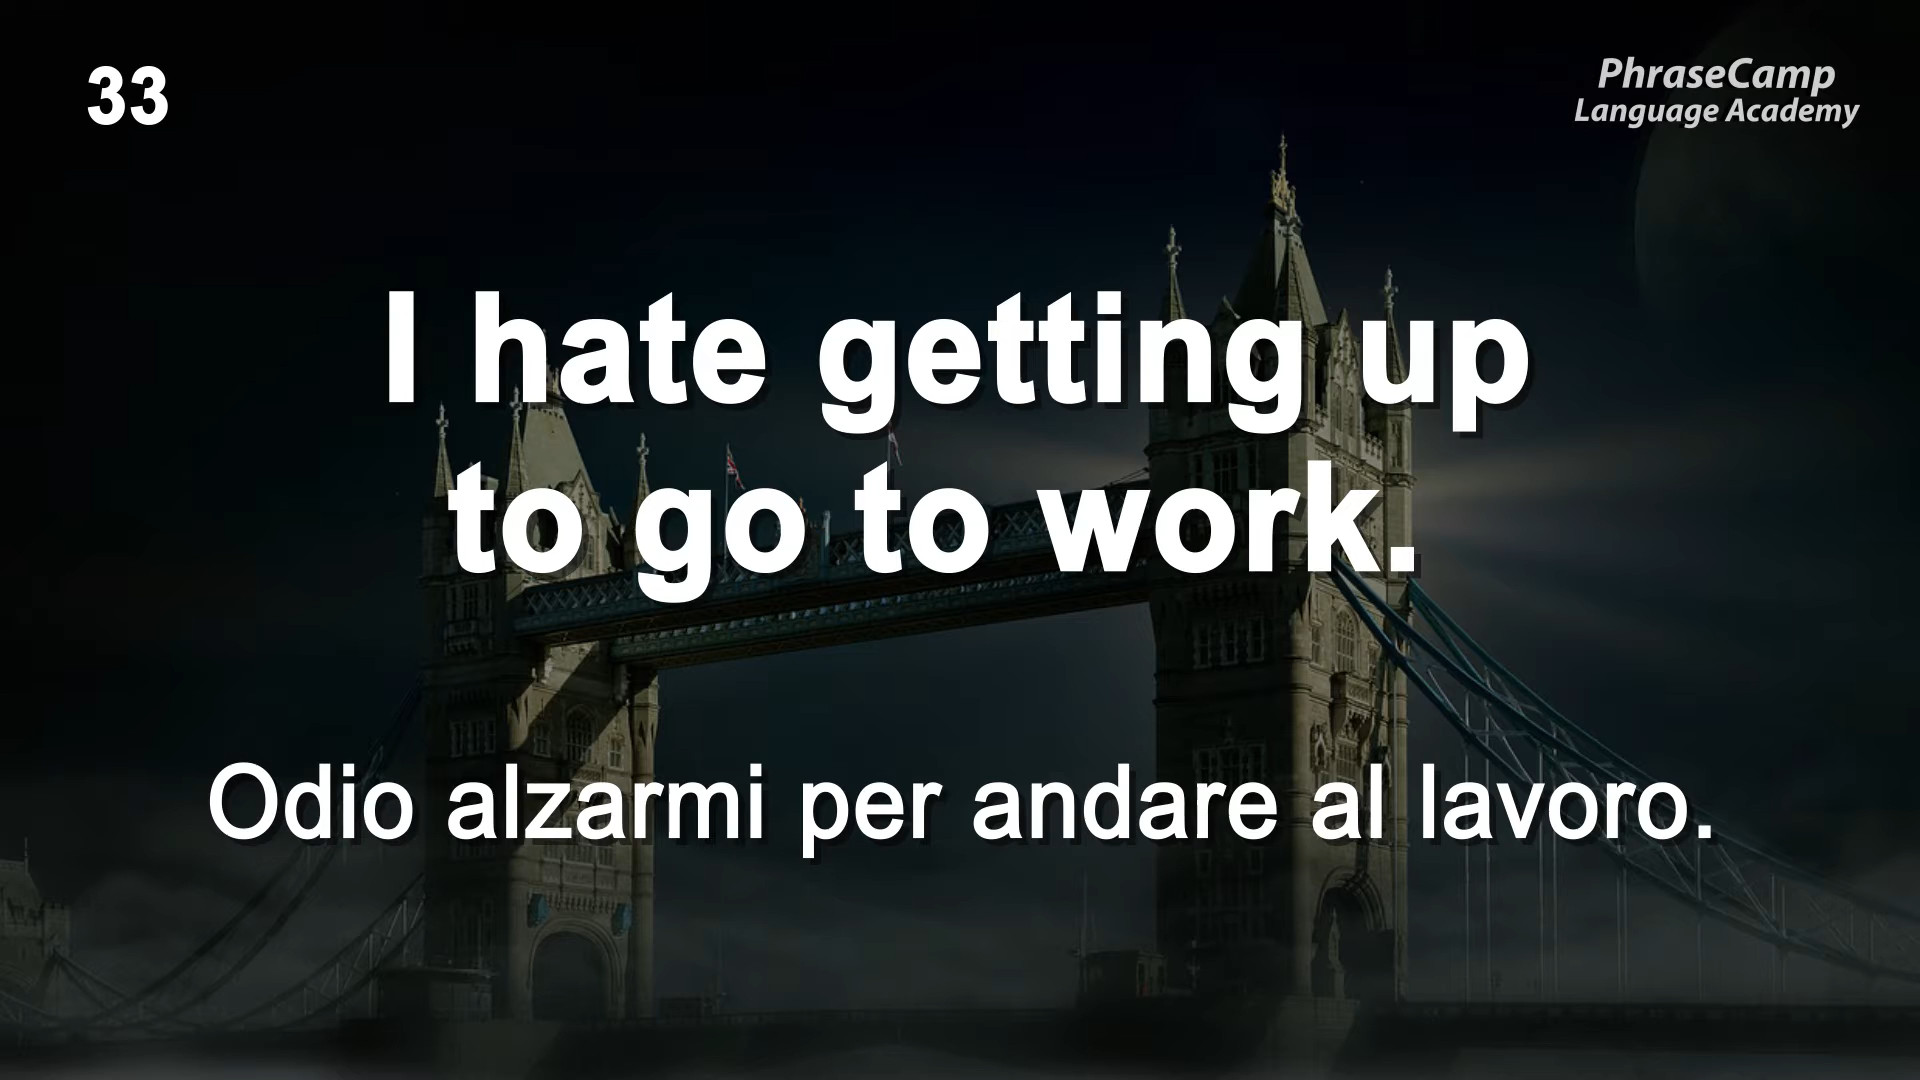 33
PhraseCamp
Language Academy
I hate getting up
to go to work.
Odio alzarmi per andare al lavoro.